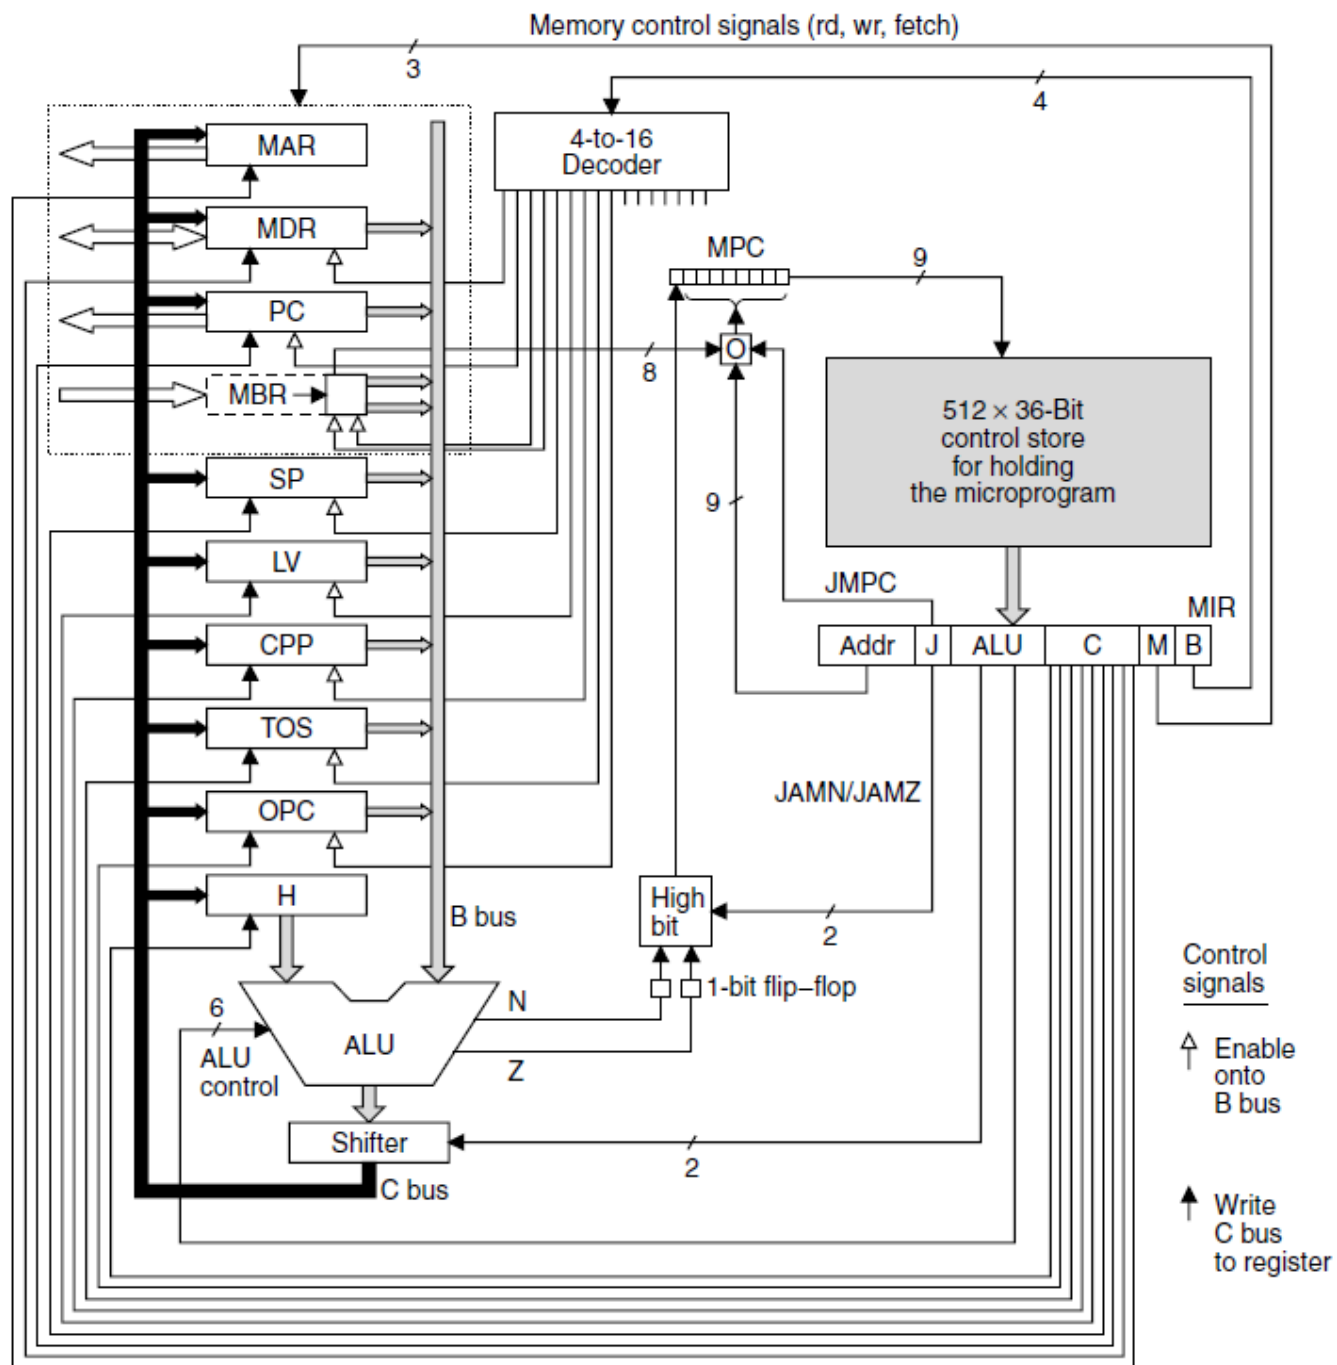 Memory control signals (rd, wr, fetch)
3
4
MAR
4-to-16
Decoder
MDR
MPC
9
PC
O
8
MBR
512 × 36-Bit
control store
for holding
the microprogram
SP
9
LV
JMPC
MIR
Addr J ALU C M B
CPP
TOS
JAMN/JAMZ
OPC
H
B bus
High
bit
2
Control
signals
1-bit flip–flop
N
6
ALU
Z
ALU
control
Enable
onto
B bus
Shifter
2
C bus
Write
C bus
to register